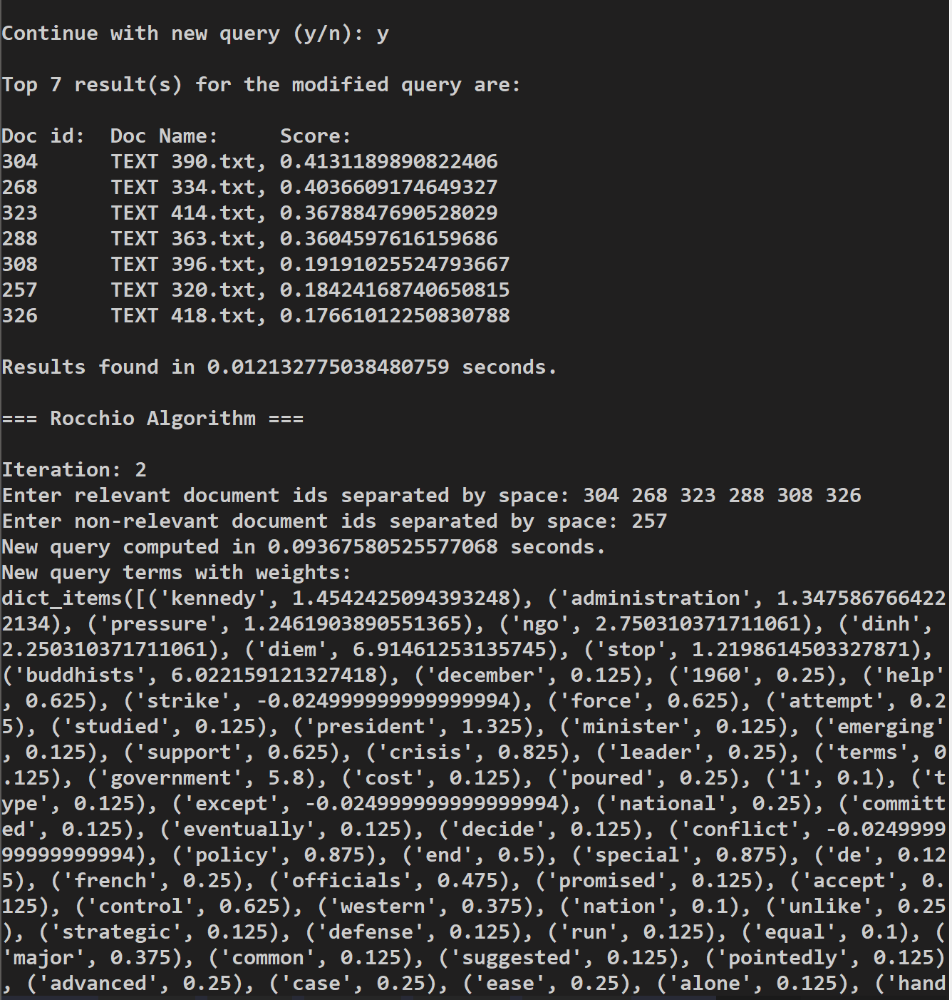 Continue with new query (y/n): y
Top 7 result(s) for the modified query are:
Doc id:  Doc Name:     Score:
304      TEXT 390.txt, 0.4131189890822406
268      TEXT 334.txt, 0.4036609174649327
323      TEXT 414.txt, 0.3678847690528029
288      TEXT 363.txt, 0.3604597616159686
308      TEXT 396.txt, 0.19191025524793667
257      TEXT 320.txt, 0.18424168740650815
326      TEXT 418.txt, 0.17661012250830788
Results found in 0.012132775038480759 seconds.
=== Rocchio Algorithm ===
Iteration: 2
Enter relevant document ids separated by space: 304 268 323 288 308 326
Enter non-relevant document ids separated by space: 257
New query computed in 0.09367580525577068 seconds.
New query terms with weights:
dict_items([('kennedy', 1.4542425094393248), ('administration', 1.347586766422
2134), ('pressure', 1.2461903890551365), ('ngo', 2.750310371711061), ('dinh',
2.250310371711061), ('diem', 6.91461253135745), ('stop', 1.2198614503327871),
('buddhists', 6.022159121327418), ('december', 0.125), ('1960', 0.25), ('help'
, 0.625), ('strike', -0.024999999999999994), ('force', 0.625), ('attempt', 0.2
5), ('studied', 0.125), ('president', 1.325), ('minister', 0.125), ('emerging'
, 0.125), ('support', 0.625), ('crisis', 0.825), ('leader', 0.25), ('terms', 0
.125), ('government', 5.8), ('cost', 0.125), ('poured', 0.25), ('1', 0.1), ('t
ype', 0.125), ('except', -0.024999999999999994), ('national', 0.25), ('committ
ed', 0.125), ('eventually', 0.125), ('decide', 0.125), ('conflict', -0.0249999
99999999994), ('policy', 0.875), ('end', 0.5), ('special', 0.875), ('de', 0.12
5), ('french', 0.25), ('officials', 0.475), ('promised', 0.125), ('accept', 0.
125), ('control', 0.625), ('western', 0.375), ('nation', 0.1), ('unlike', 0.25
), ('strategic', 0.125), ('defense', 0.125), ('run', 0.125), ('equal', 0.1), (
'major', 0.375), ('common', 0.125), ('suggested', 0.125), ('pointedly', 0.125)
, ('advanced', 0.25), ('case', 0.25), ('ease', 0.25), ('alone', 0.125), ('hand